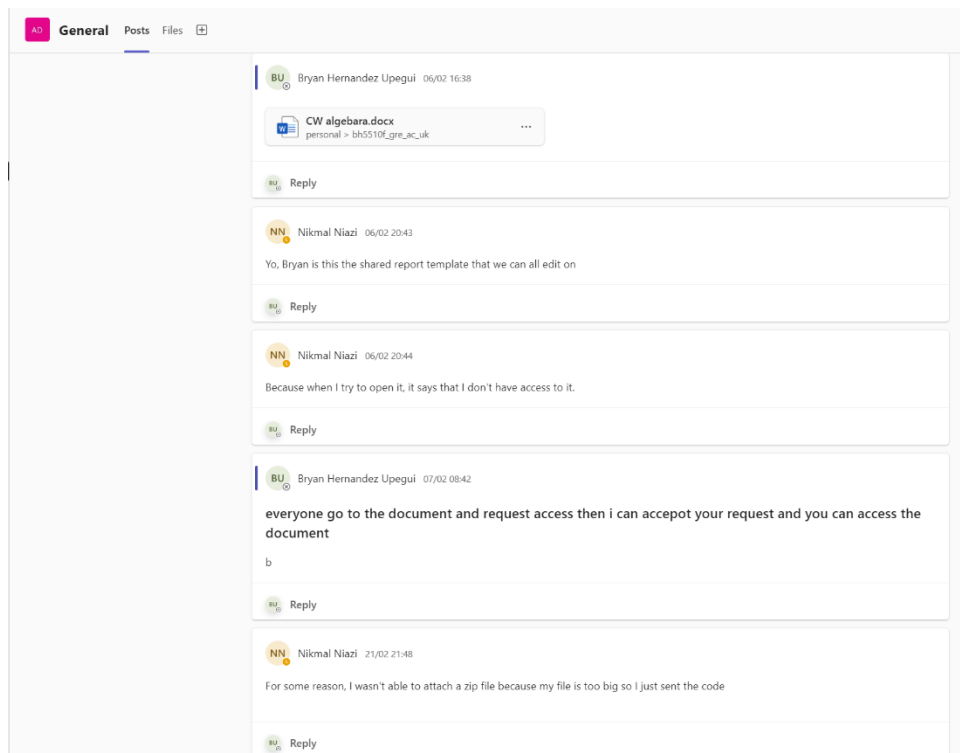 AD General Posts Files
BU Bryan Hernandez Upegui 06/02 16:38
CW algebara.docx
personal > bh5510f_gre_ac_uk
BU Reply
NN Nikmal Niazi 06/02 20:43
Yo, Bryan is this the shared report template that we can all edit on
BU Reply
NN Nikmal Niazi 06/02 20:44
Because when I try to open it, it says that I don't have access to it.
BU Reply
BU Bryan Hernandez Upegui 07/02 08:42
everyone go to the document and request access then i can accepot your request and you can access the
document
b
BU Reply
NN Nikmal Niazi 21/02 21:48
For some reason, I wasn't able to attach a zip file because my file is too big so I just sent the code
BU Reply